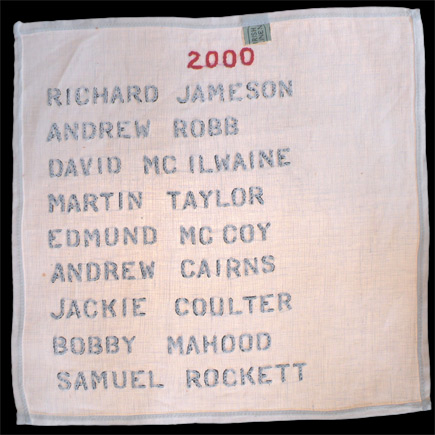 2000
RICHARD JAMESON
ANDREW ROBB
DAVID MC ILWAINE
MARTIN TAYLOR
EDMUND MC COY
ANDREW CAIRNS
JACKIE COULTER
BOBBY MAHOOD
SAMUEL ROCKETT